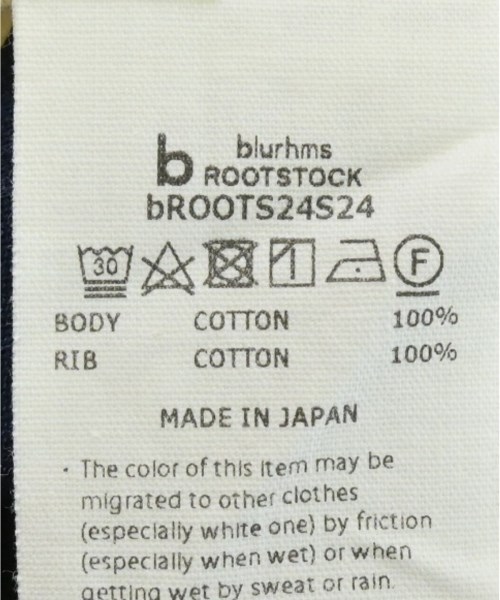 b blurhms
ROOTSTOCK
bROOTS24S24
30 F
BODY COTTON 100%
RIB COTTON 100%
MADE IN JAPAN
・The color of this item may be
migrated to other clothes
(especially white one) by friction
(especially when wet) or when
getting wet by sweat or rain.